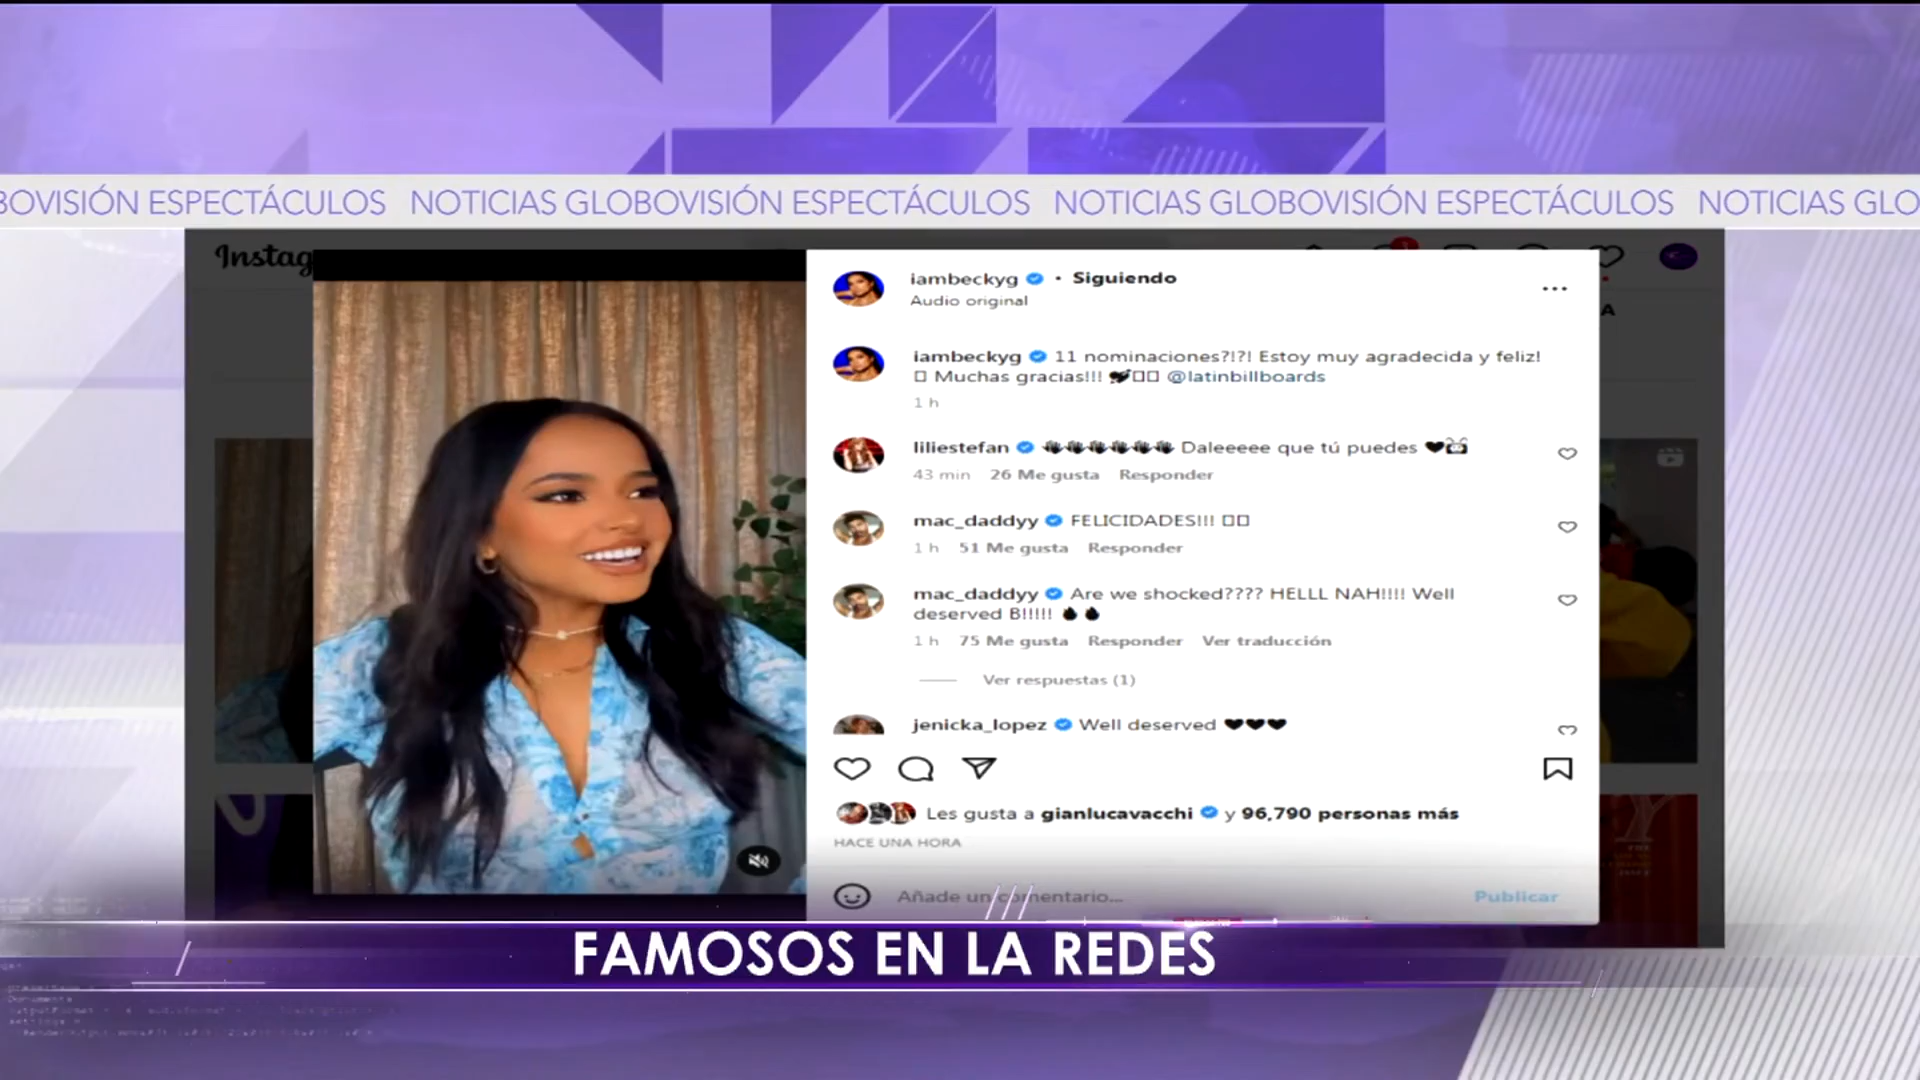 BOVISIÓN ESPECTÁCULOS NOTICIAS GLOBOVISIÓN ESPECTÁCULOS NOTICIAS GLOBOVISIÓN ESPECTÁCULOS NOTICIAS GLO
Instag
iambeckyg • Siguiendo
Audio original
iambeckyg 11 nominaciones?!?! Estoy muy agradecida y feliz!
Muchas gracias!!! @latinbillboards
1 h
liliestefan Daleeeee que tú puedes
43 min 26 Me gusta Responder
mac_daddyy FELICIDADES!!!
1 h 51 Me gusta Responder
mac_daddyy Are we shocked???? HELLL NAH!!!! Well
deserved B!!!!!
1 h 75 Me gusta Responder Ver traducción
Ver respuestas (1)
jenicka_lopez Well deserved
Les gusta a gianlucavacchi y 96,790 personas más
HACE UNA HORA
Añade un comentario... Publicar
FAMOSOS EN LA REDES